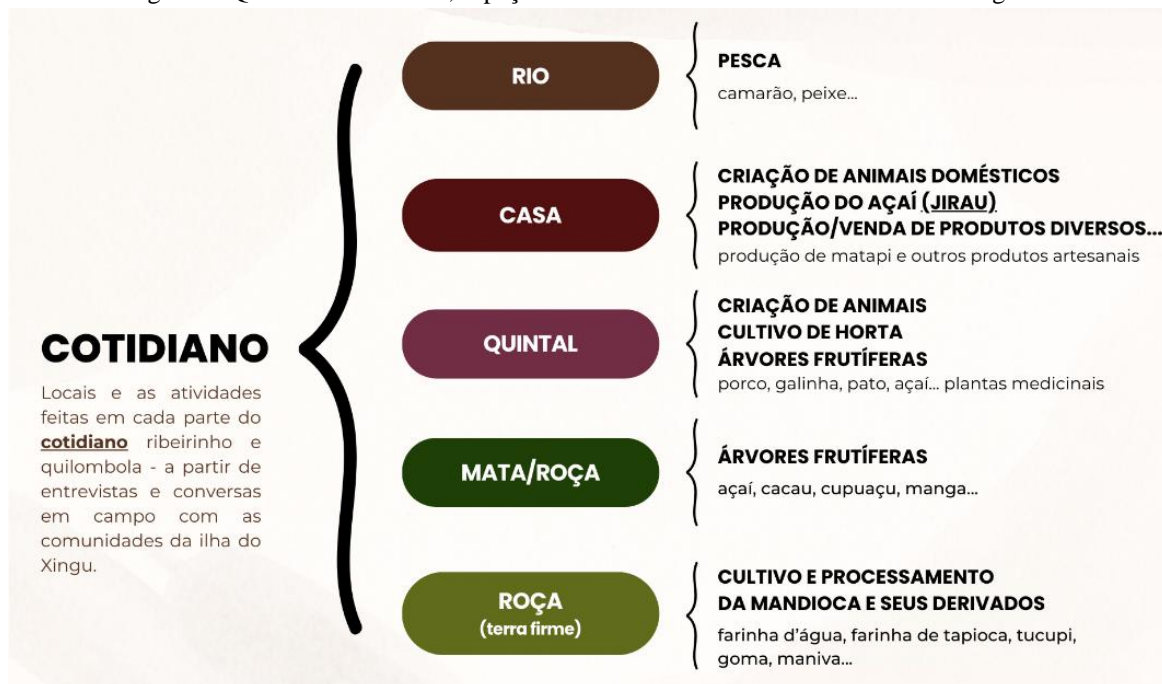 RIO
PESCA
camarão, peixe...
CASA
CRIAÇÃO DE ANIMAIS DOMÉSTICOS
PRODUÇÃO DO AÇAÍ (JIRAU)
PRODUÇÃO/VENDA DE PRODUTOS DIVERSOS...
produção de matapi e outros produtos artesanais
QUINTAL
CRIAÇÃO DE ANIMAIS
CULTIVO DE HORTA
ÁRVORES FRUTÍFERAS
porco, galinha, pato, açaí... plantas medicinais
COTIDIANO
Locais e as atividades
feitas em cada parte do
cotidiano ribeirinho e
quilombola - a partir de
entrevistas e conversas
em campo com as
comunidades da ilha do
Xingu.
MATA/ROÇA
ÁRVORES FRUTÍFERAS
açaí, cacau, cupuaçu, manga...
ROÇA
(terra firme)
CULTIVO E PROCESSAMENTO
DA MANDIOCA E SEUS DERIVADOS
farinha d'água, farinha de tapioca, tucupi,
goma, maniva...